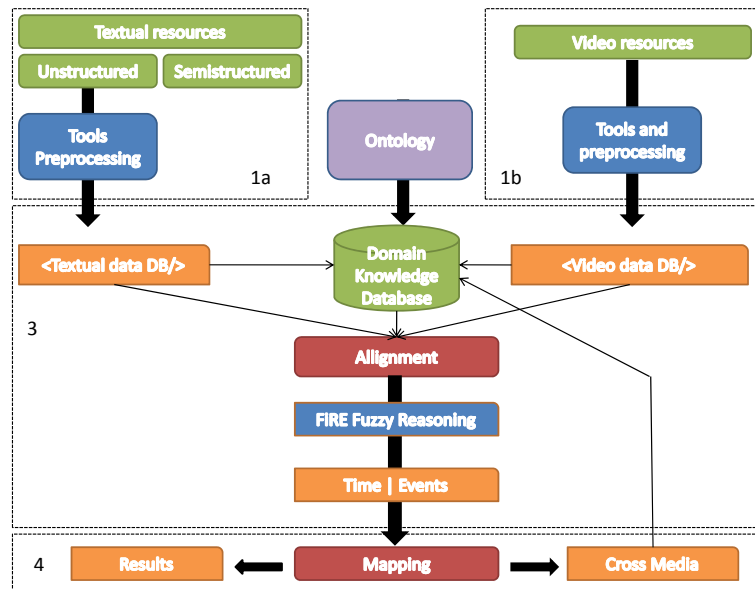 Textual resources
Unstructured
Semistructured
Tools
Preprocessing
1a
Ontology
Video resources
Tools and
preprocessing
1b
<Textual data DB/>
Domain
Knowledge
Database
<Video data DB/>
3
Allignment
FiRE Fuzzy Reasoning
Time | Events
4
Results
Mapping
Cross Media